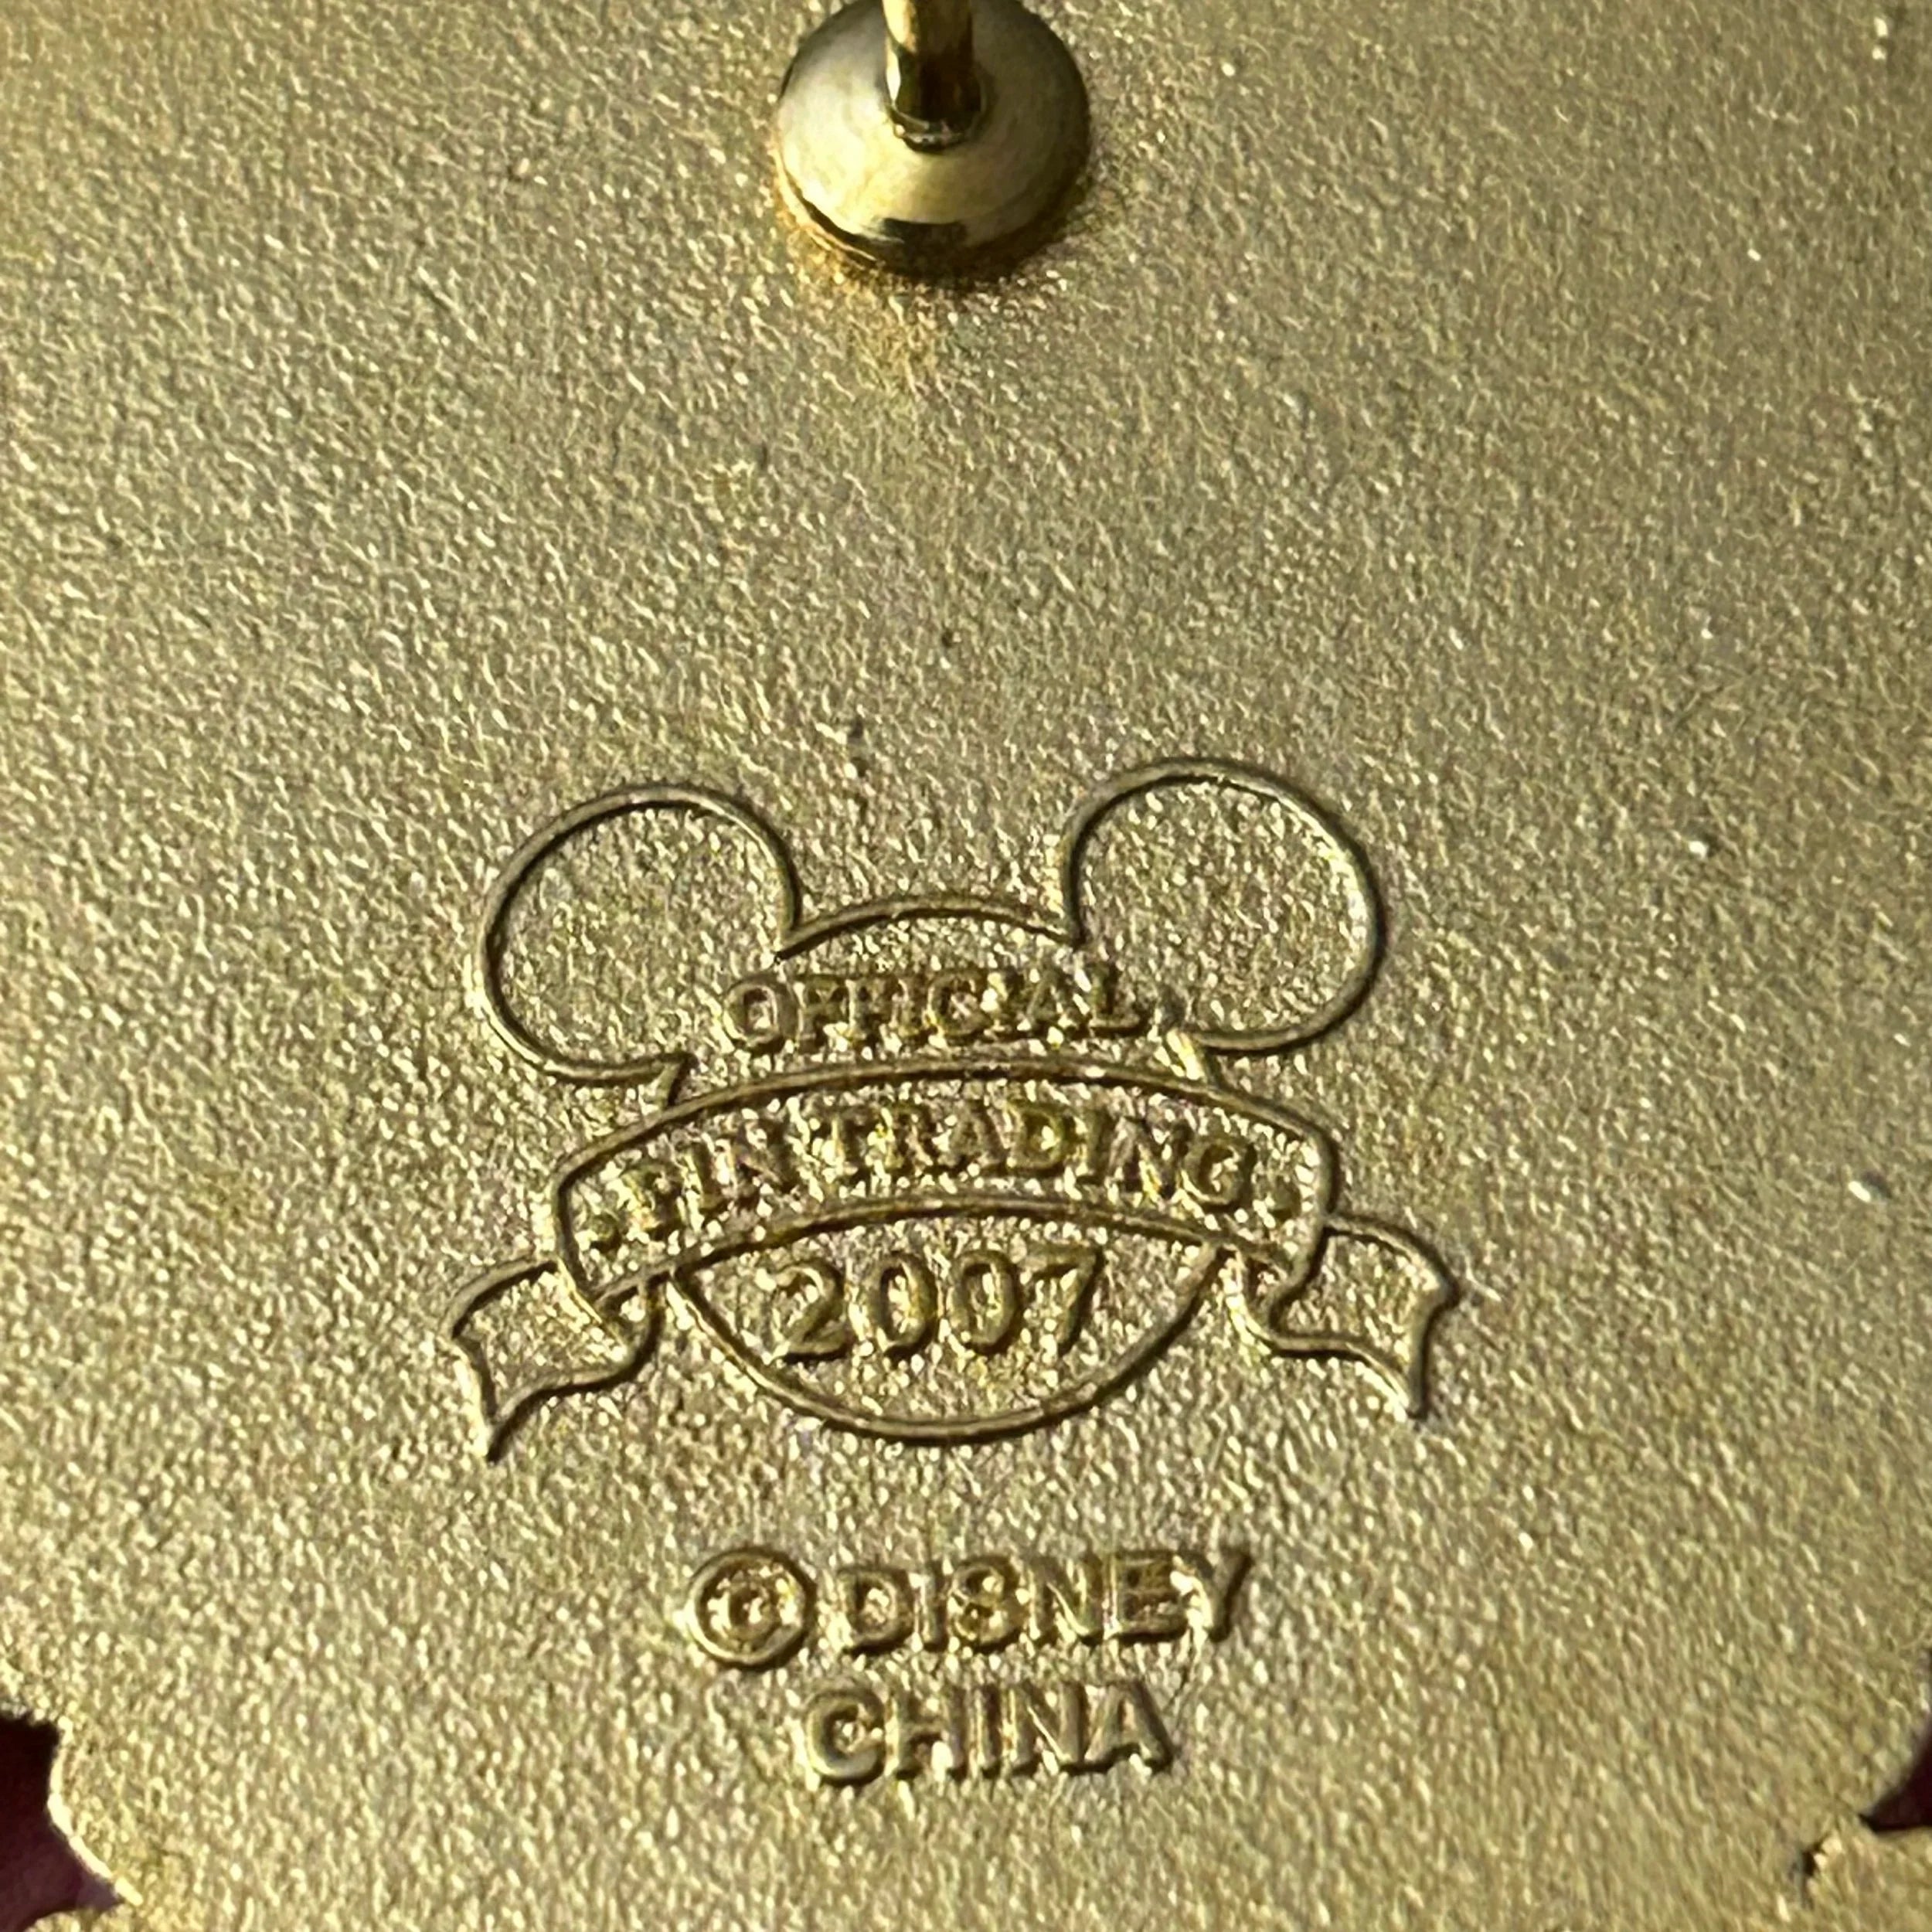 OFFICIAL
·PIN TRADING·
2007
© DISNEY
CHINA